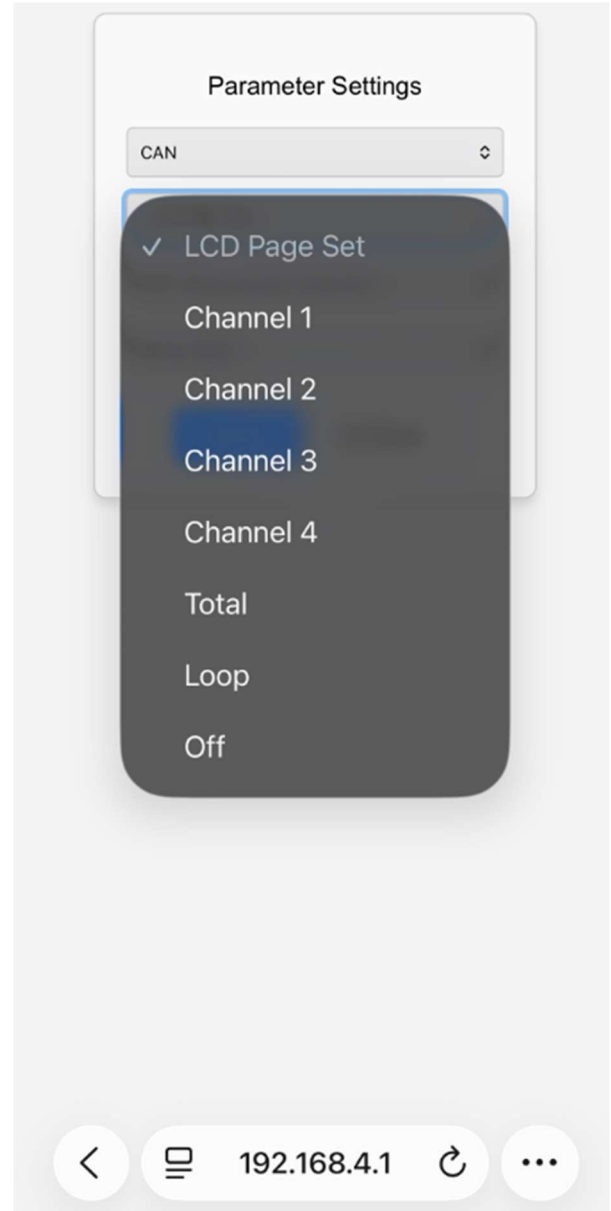 Parameter Settings
CAN
LCD Page Set
Channel 1
Channel 2
Channel 3
Channel 4
Total
Loop
Off
192.168.4.1